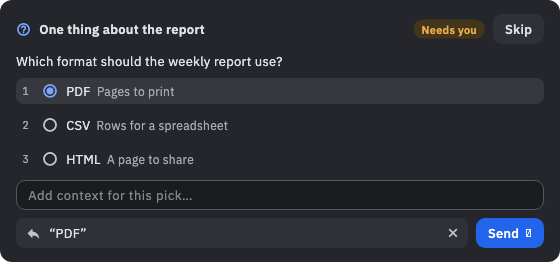 One thing about the report
Needs you
Skip
Which format should the weekly report use?
1 PDF Pages to print
2 CSV Rows for a spreadsheet
3 HTML A page to share
Add context for this pick...
“PDF”
Send